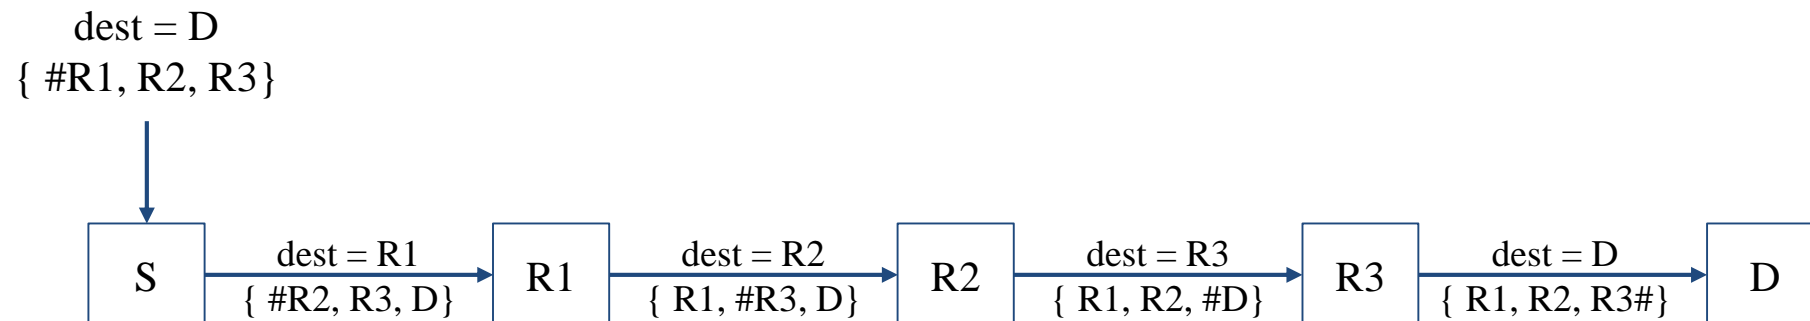 dest = D
{ #R1, R2, R3}
S
dest = R1
{ #R2, R3, D}
R1
dest = R2
{ R1, #R3, D}
R2
dest = R3
{ R1, R2, #D}
R3
dest = D
{ R1, R2, R3#}
D